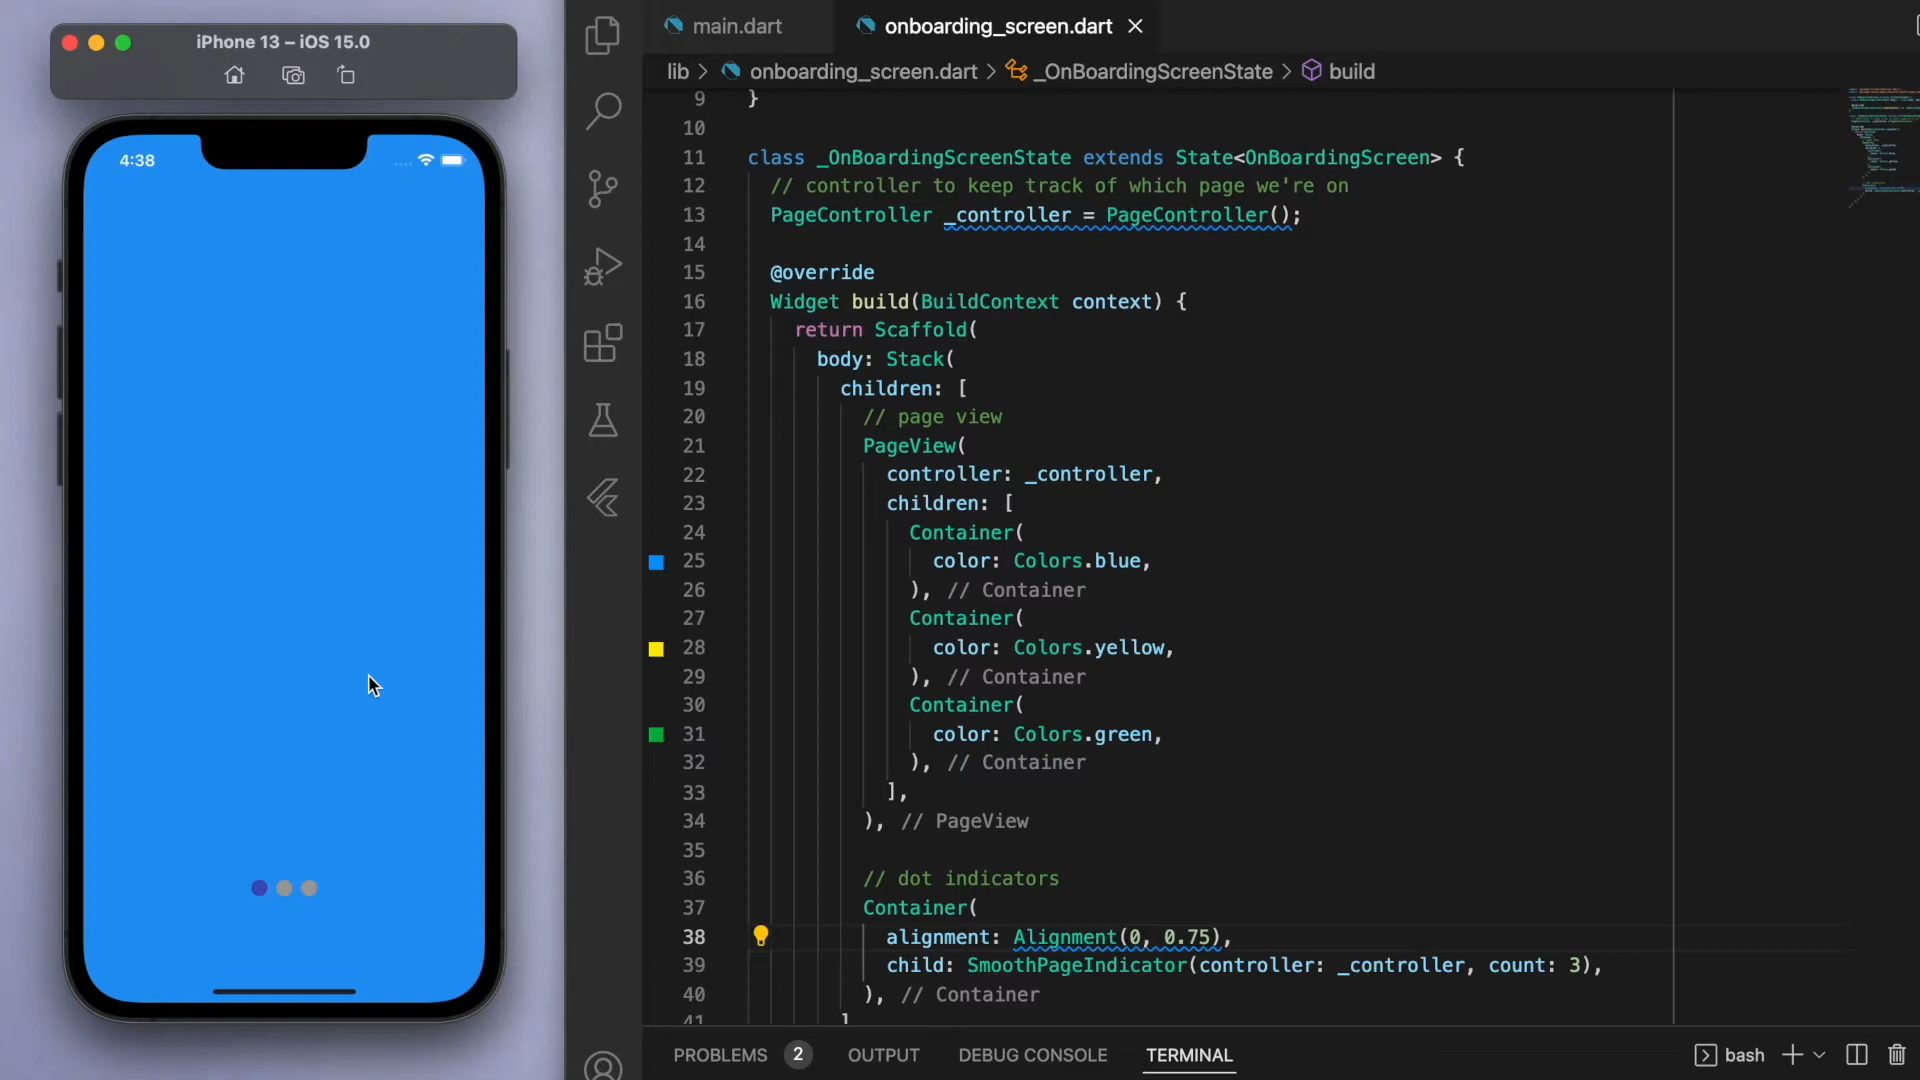 iPhone 13 – iOS 15.0
4:38
main.dart
onboarding_screen.dart
lib > onboarding_screen.dart > _OnBoardingScreenState > build
9 }
10
11 class _OnBoardingScreenState extends State<OnBoardingScreen> {
12 // controller to keep track of which page we're on
13 PageController _controller = PageController();
14
15 @override
16 Widget build(BuildContext context) {
17 return Scaffold(
18 body: Stack(
19 children: [
20 // page view
21 PageView(
22 controller: _controller,
23 children: [
24 Container(
25 color: Colors.blue,
26 ), // Container
27 Container(
28 color: Colors.yellow,
29 ), // Container
30 Container(
31 color: Colors.green,
32 ), // Container
33 ],
34 ), // PageView
35
36 // dot indicators
37 Container(
38 alignment: Alignment(0, 0.75),
39 child: SmoothPageIndicator(controller: _controller, count: 3),
40 ), // Container
41 ]
PROBLEMS 2 OUTPUT DEBUG CONSOLE TERMINAL
bash